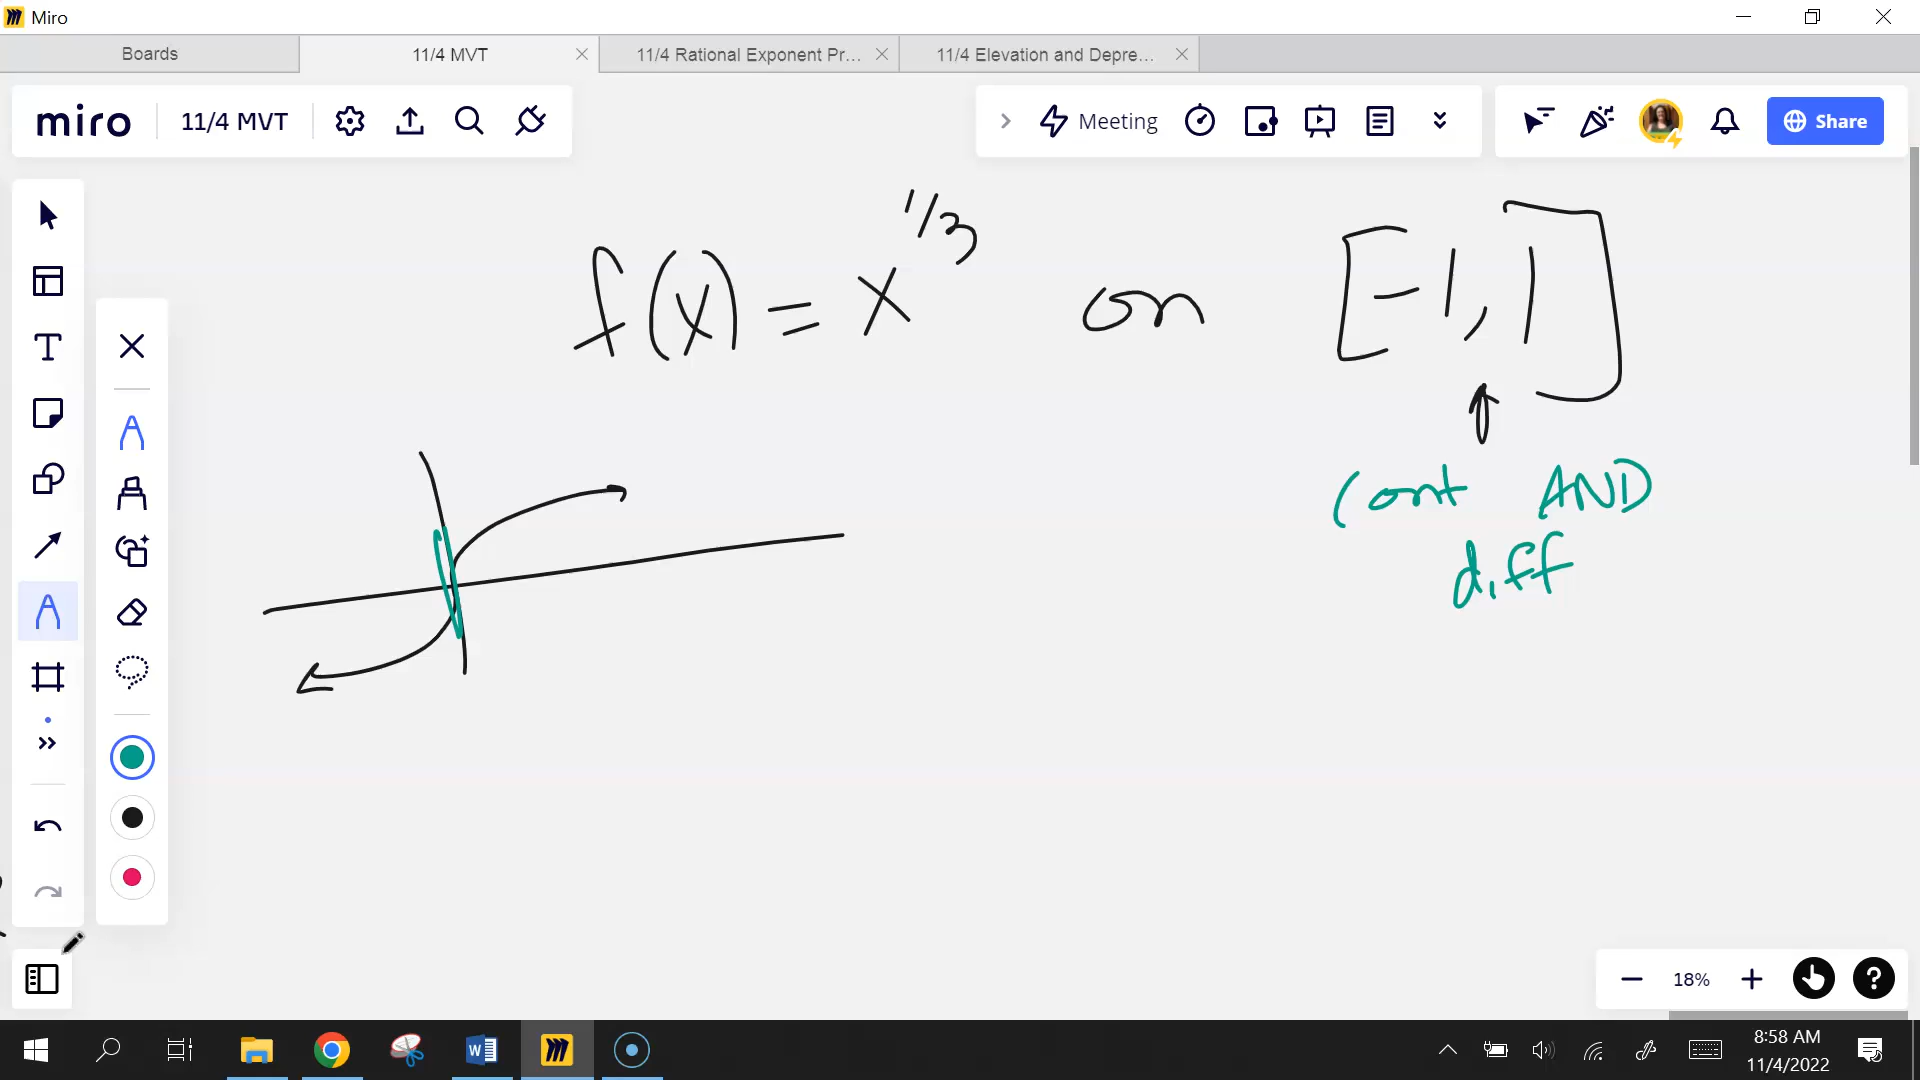 Miro
Boards
11/4 MVT
11/4 Rational Exponent Pr...
11/4 Elevation and Depre...
miro
11/4 MVT
Meeting
Share
f(x) = x^1/3 on [-1, 1]
Cont AND
diff
18%
8:58 AM
11/4/2022